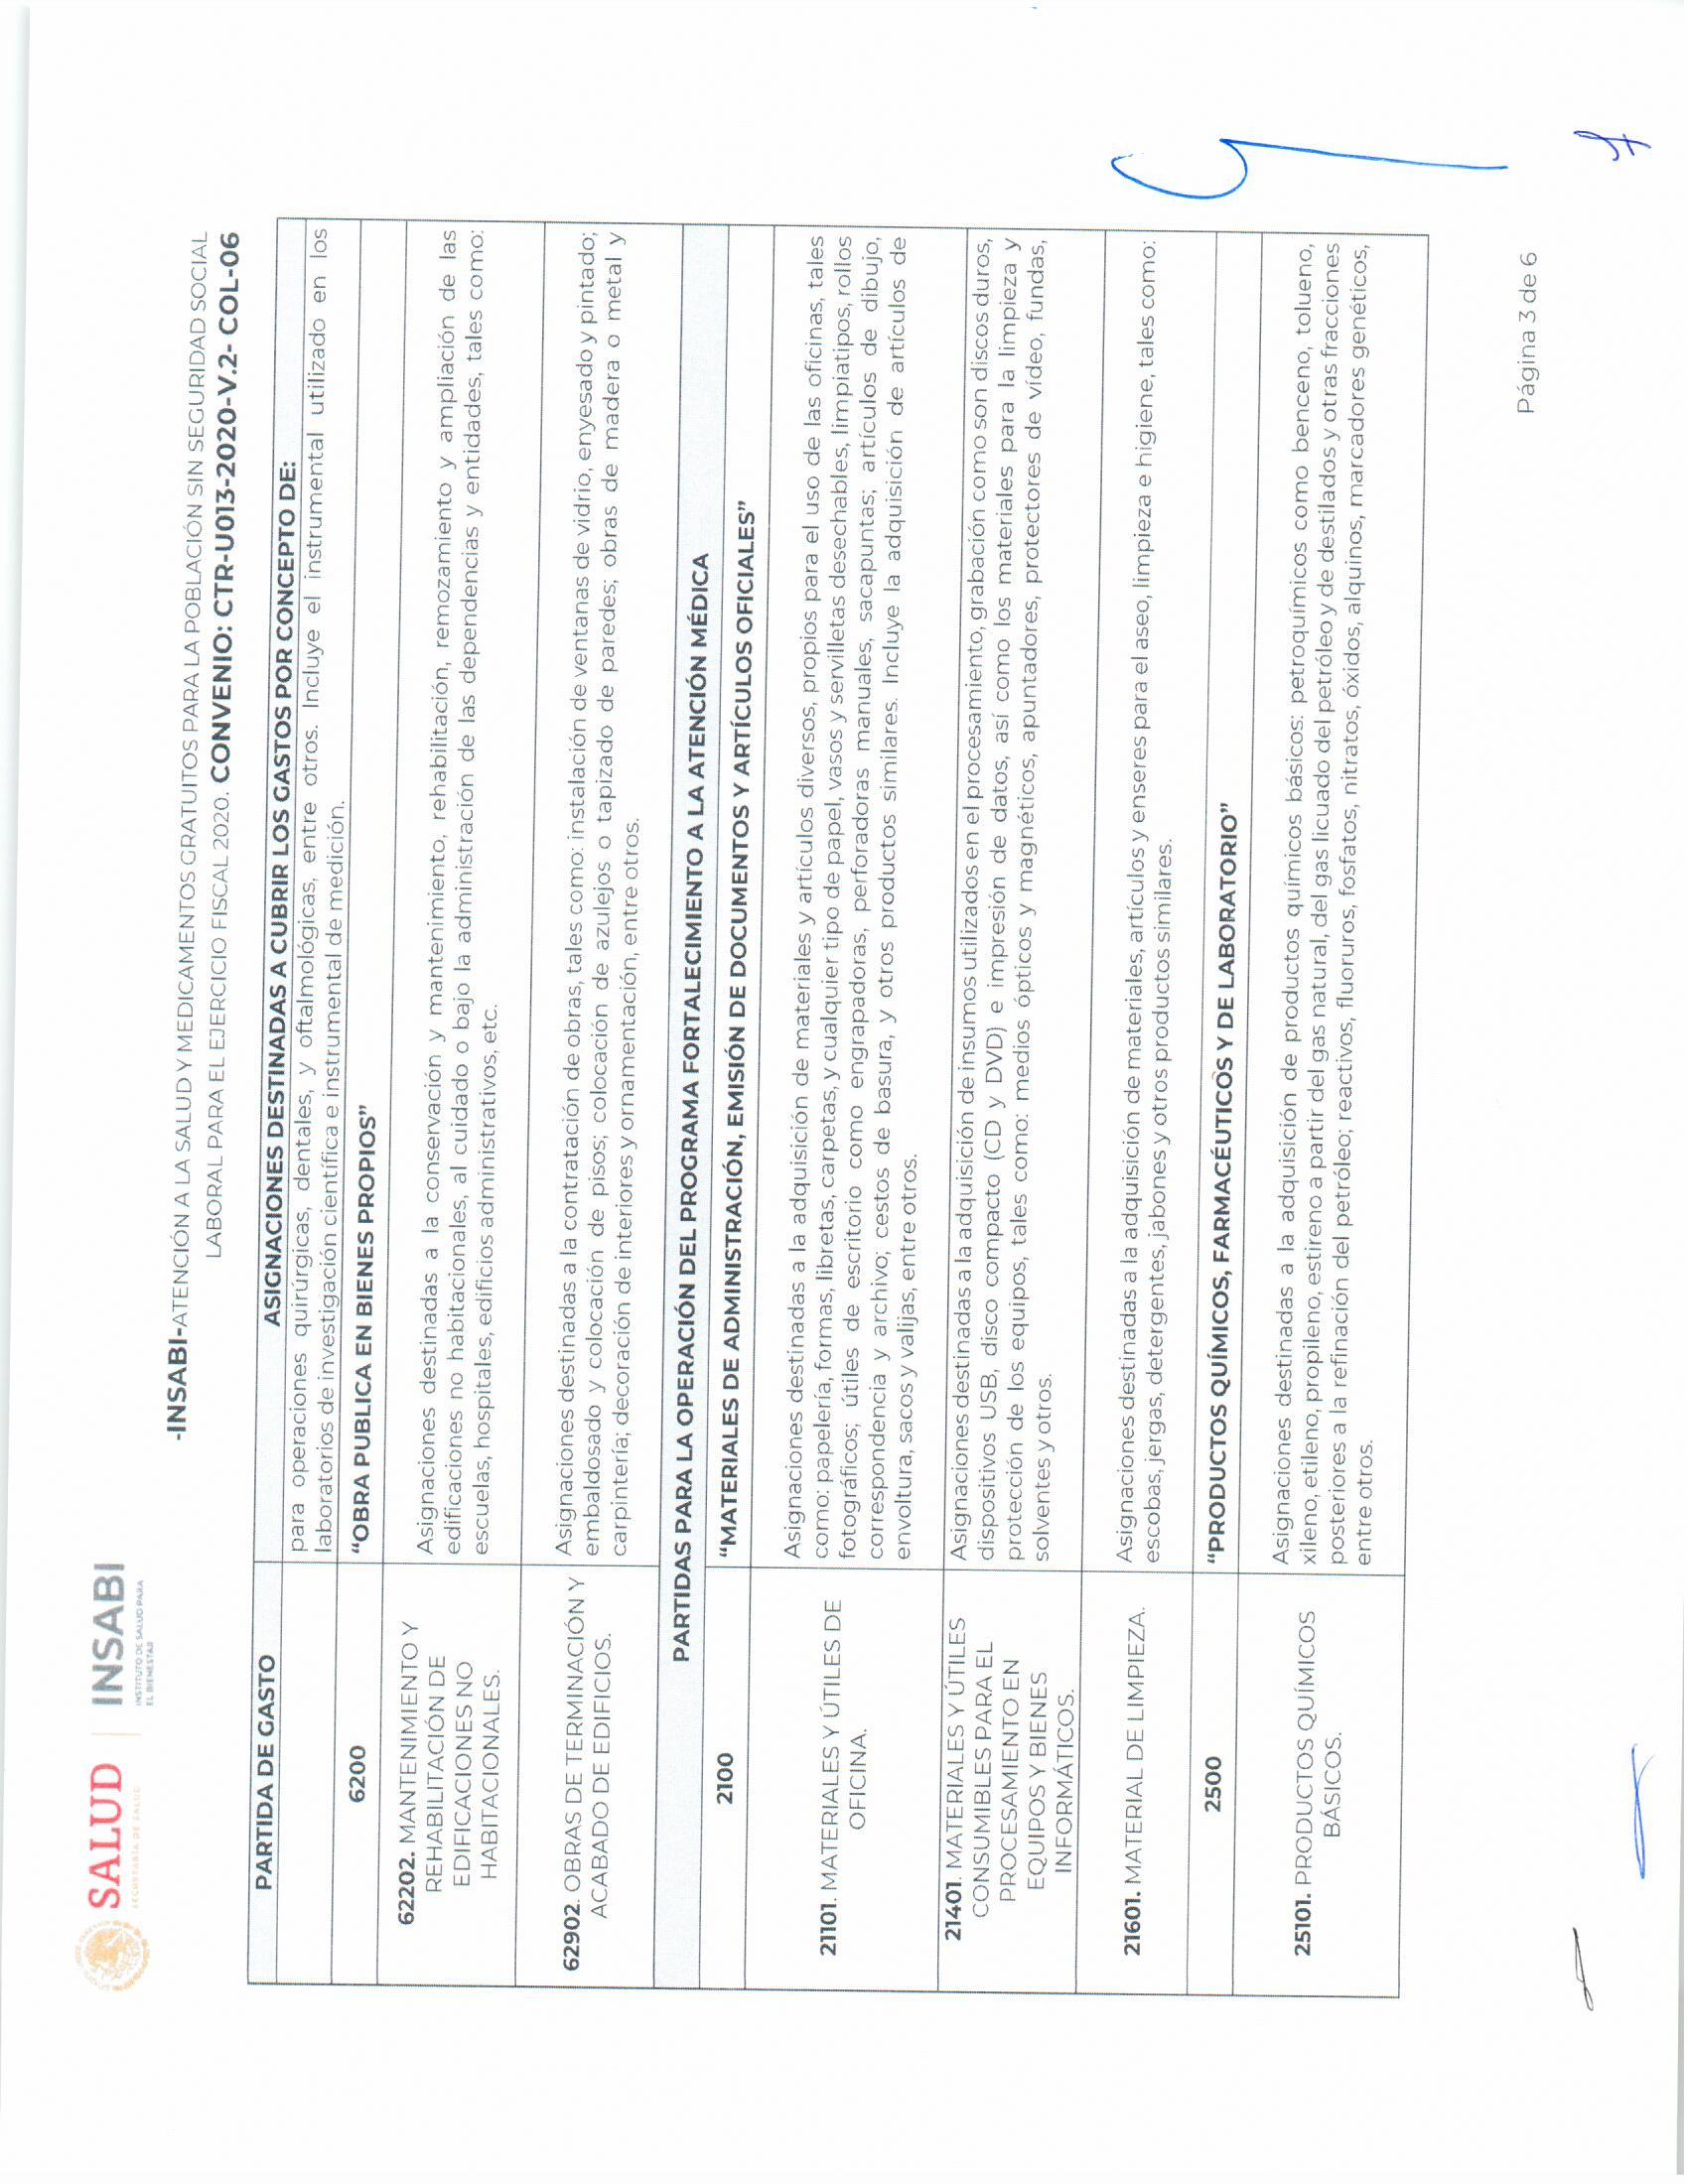 SALUD
SECRETARÍA DE SALUD
INSABI
INSTITUTO DE SALUD PARA
EL BIENESTAR
-INSABI-ATENCIÓN A LA SALUD Y MEDICAMENTOS GRATUITOS PARA LA POBLACIÓN SIN SEGURIDAD SOCIAL
LABORAL PARA EL EJERCICIO FISCAL 2020. CONVENIO: CTR-U013-2020-V.2- COL-06
PARTIDA DE GASTO
ASIGNACIONES DESTINADAS A CUBRIR LOS GASTOS POR CONCEPTO DE:
para operaciones quirúrgicas, dentales, y oftalmológicas, entre otros. Incluye el instrumental utilizado en los
laboratorios de investigación científica e instrumental de medición.
6200
“OBRA PUBLICA EN BIENES PROPIOS”
62202. MANTENIMIENTO Y
REHABILITACIÓN DE
EDIFICACIONES NO
HABITACIONALES.
Asignaciones destinadas a la conservación y mantenimiento, rehabilitación, remozamiento y ampliación de las
edificaciones no habitacionales, al cuidado o bajo la administración de las dependencias y entidades, tales como:
escuelas, hospitales, edificios administrativos, etc.
62902. OBRAS DE TERMINACIÓN Y
ACABADO DE EDIFICIOS.
Asignaciones destinadas a la contratación de obras, tales como: instalación de ventanas de vidrio, enyesado y pintado;
embaldosado y colocación de pisos; colocación de azulejos o tapizado de paredes; obras de madera o metal y
carpintería; decoración de interiores y ornamentación, entre otros.
PARTIDAS PARA LA OPERACIÓN DEL PROGRAMA FORTALECIMIENTO A LA ATENCIÓN MÉDICA
2100
“MATERIALES DE ADMINISTRACIÓN, EMISIÓN DE DOCUMENTOS Y ARTÍCULOS OFICIALES”
21101. MATERIALES Y ÚTILES DE
OFICINA.
Asignaciones destinadas a la adquisición de materiales y artículos diversos, propios para el uso de las oficinas, tales
como: papelería, formas, libretas, carpetas, y cualquier tipo de papel, vasos y servilletas desechables, limpiatipos, rollos
fotográficos; útiles de escritorio como engrapadoras, perforadoras manuales, sacapuntas; artículos de dibujo,
correspondencia y archivo; cestos de basura, y otros productos similares. Incluye la adquisición de artículos de
envoltura, sacos y valijas, entre otros.
21401. MATERIALES Y ÚTILES
CONSUMIBLES PARA EL
PROCESAMIENTO EN
EQUIPOS Y BIENES
INFORMÁTICOS.
Asignaciones destinadas a la adquisición de insumos utilizados en el procesamiento, grabación como son discos duros,
dispositivos USB, disco compacto (CD y DVD) e impresión de datos, así como los materiales para la limpieza y
protección de los equipos, tales como: medios ópticos y magnéticos, apuntadores, protectores de vídeo, fundas,
solventes y otros.
21601. MATERIAL DE LIMPIEZA.
Asignaciones destinadas a la adquisición de materiales, artículos y enseres para el aseo, limpieza e higiene, tales como:
escobas, jergas, detergentes, jabones y otros productos similares.
2500
“PRODUCTOS QUÍMICOS, FARMACÉUTICOS Y DE LABORATORIO”
25101. PRODUCTOS QUÍMICOS
BÁSICOS.
Asignaciones destinadas a la adquisición de productos químicos básicos: petroquímicos como benceno, tolueno,
xileno, etileno, propileno, estireno a partir del gas natural, del gas licuado del petróleo y de destilados y otras fracciones
posteriores a la refinación del petróleo; reactivos, fluoruros, fosfatos, nitratos, óxidos, alquinos, marcadores genéticos,
entre otros.
Página 3 de 6